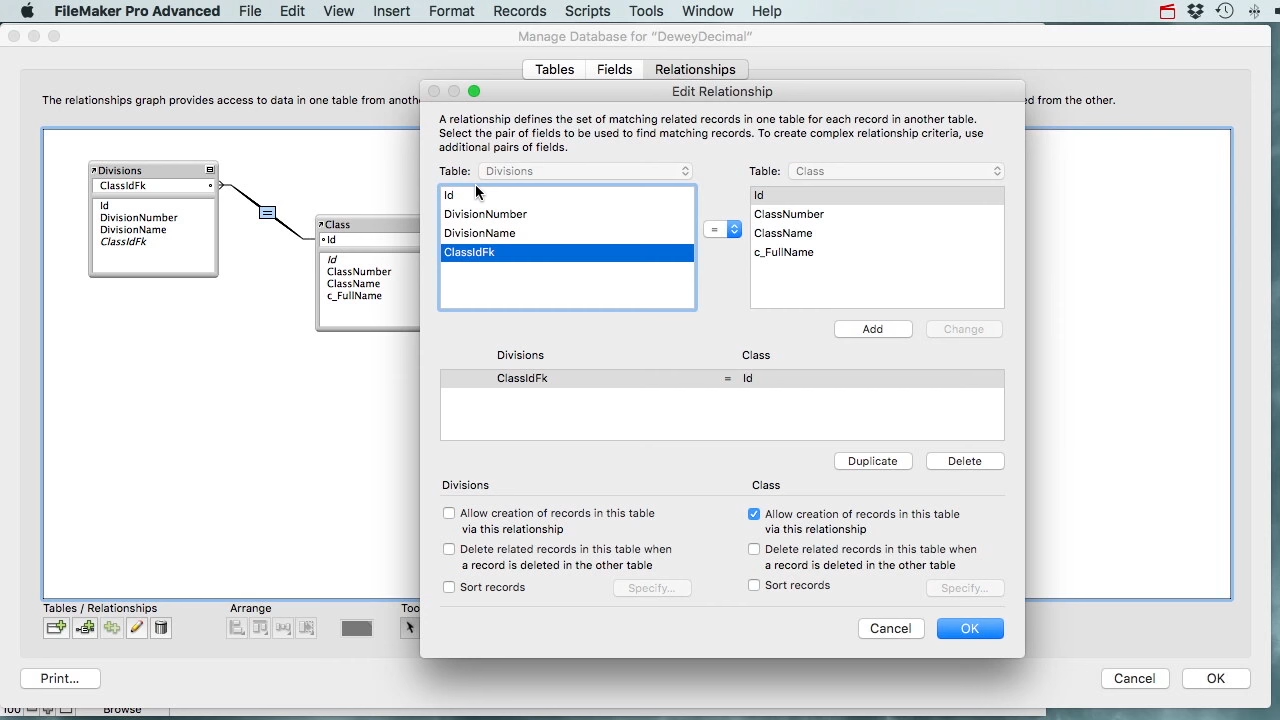 FileMaker Pro Advanced File Edit View Insert Format Records Scripts Tools Window Help
Manage Database for “DeweyDecimal”
Tables Fields Relationships
Edit Relationship
The relationships graph provides access to data in one table from anoth
ed from the other.
A relationship defines the set of matching related records in one table for each record in another table.
Select the pair of fields to be used to find matching records. To create complex relationship criteria, use
additional pairs of fields.
Divisions
ClassIdFk
Id
DivisionNumber
DivisionName
ClassIdFk
=
Class
Id
Id
ClassNumber
ClassName
c_FullName
Table: Divisions
Table: Class
Id
DivisionNumber
DivisionName
ClassIdFk
=
Id
ClassNumber
ClassName
c_FullName
Add Change
Divisions Class
ClassIdFk = Id
Duplicate Delete
Divisions
Allow creation of records in this table
via this relationship
Delete related records in this table when
a record is deleted in the other table
Sort records Specify...
Class
Allow creation of records in this table
via this relationship
Delete related records in this table when
a record is deleted in the other table
Sort records Specify...
Cancel OK
Tables / Relationships Arrange Too
Print... Cancel OK
100 Browse